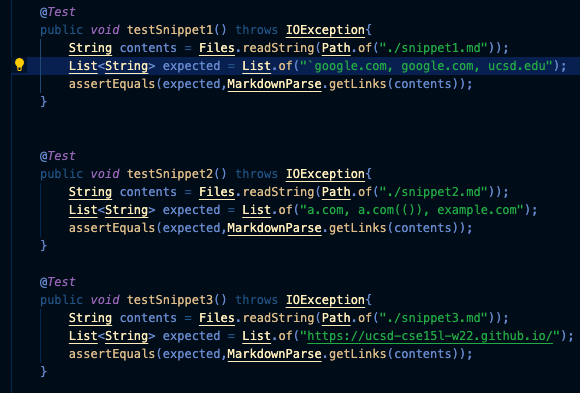 @Test
public void testSnippet1() throws IOException{
String contents = Files.readString(Path.of("./snippet1.md"));
List<String> expected = List.of("`google.com, google.com, ucsd.edu");
assertEquals(expected,MarkdownParse.getLinks(contents));
}
@Test
public void testSnippet2() throws IOException{
String contents = Files.readString(Path.of("./snippet2.md"));
List<String> expected = List.of("a.com, a.com(()), example.com");
assertEquals(expected,MarkdownParse.getLinks(contents));
}
@Test
public void testSnippet3() throws IOException{
String contents = Files.readString(Path.of("./snippet3.md"));
List<String> expected = List.of("https://ucsd-cse15l-w22.github.io/");
assertEquals(expected,MarkdownParse.getLinks(contents));
}